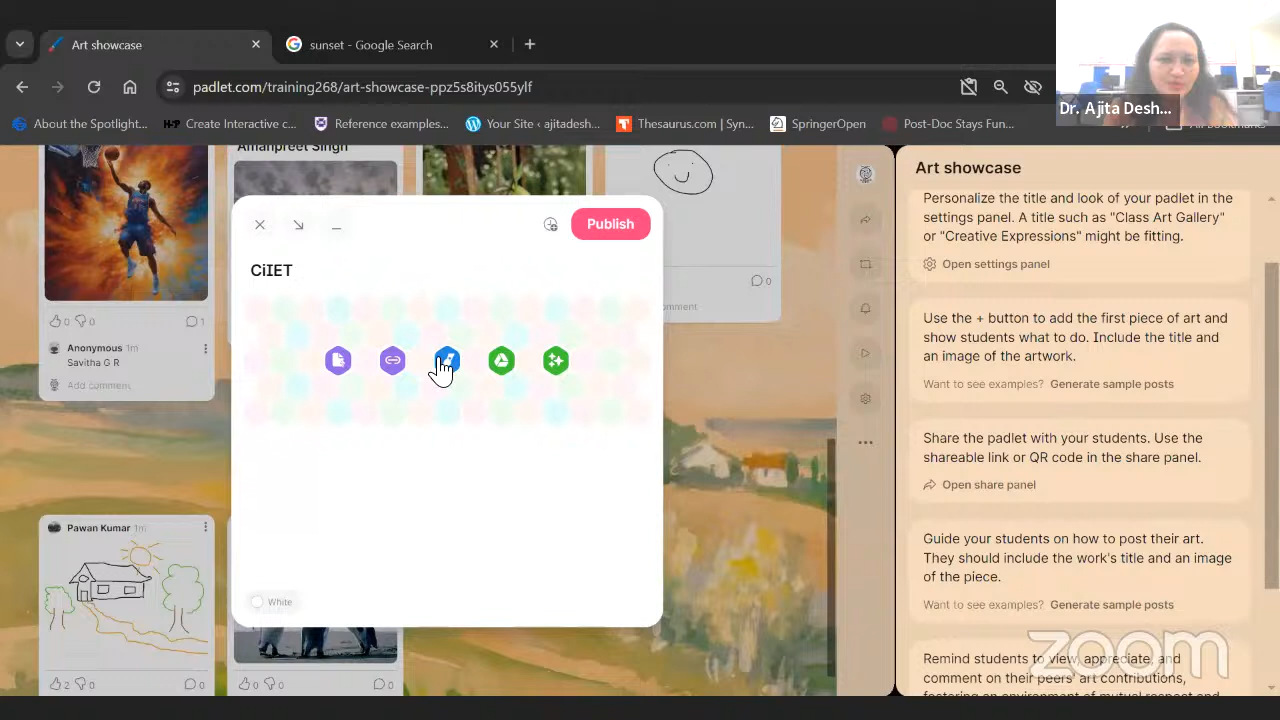 Art showcase
sunset - Google Search
padlet.com/training268/art-showcase-ppz5s8itys055ylf
About the Spotlight...
Create Interactive c...
Reference examples...
Your Site ‹ ajitadesh...
Thesaurus.com | Syn...
SpringerOpen
Post-Doc Stays Fun...
Dr. Ajita Desh...
Amanpreet Singh
Publish
CiIET
White
0
0
1
Anonymous 1m
Savitha G R
Add comment
0
omment
Pawan Kumar 1m
2
0
0
0
0
0
Art showcase
Personalize the title and look of your padlet in the
settings panel. A title such as "Class Art Gallery"
or "Creative Expressions" might be fitting.
Open settings panel
Use the + button to add the first piece of art and
show students what to do. Include the title and
an image of the artwork.
Want to see examples? Generate sample posts
Share the padlet with your students. Use the
shareable link or QR code in the share panel.
Open share panel
Guide your students on how to post their art.
They should include the work's title and an image
of the piece.
Want to see examples? Generate sample posts
Remind students to view, appreciate, and
comment on their peers' art contributions,
fostering an environment of mutual respect and
zoom